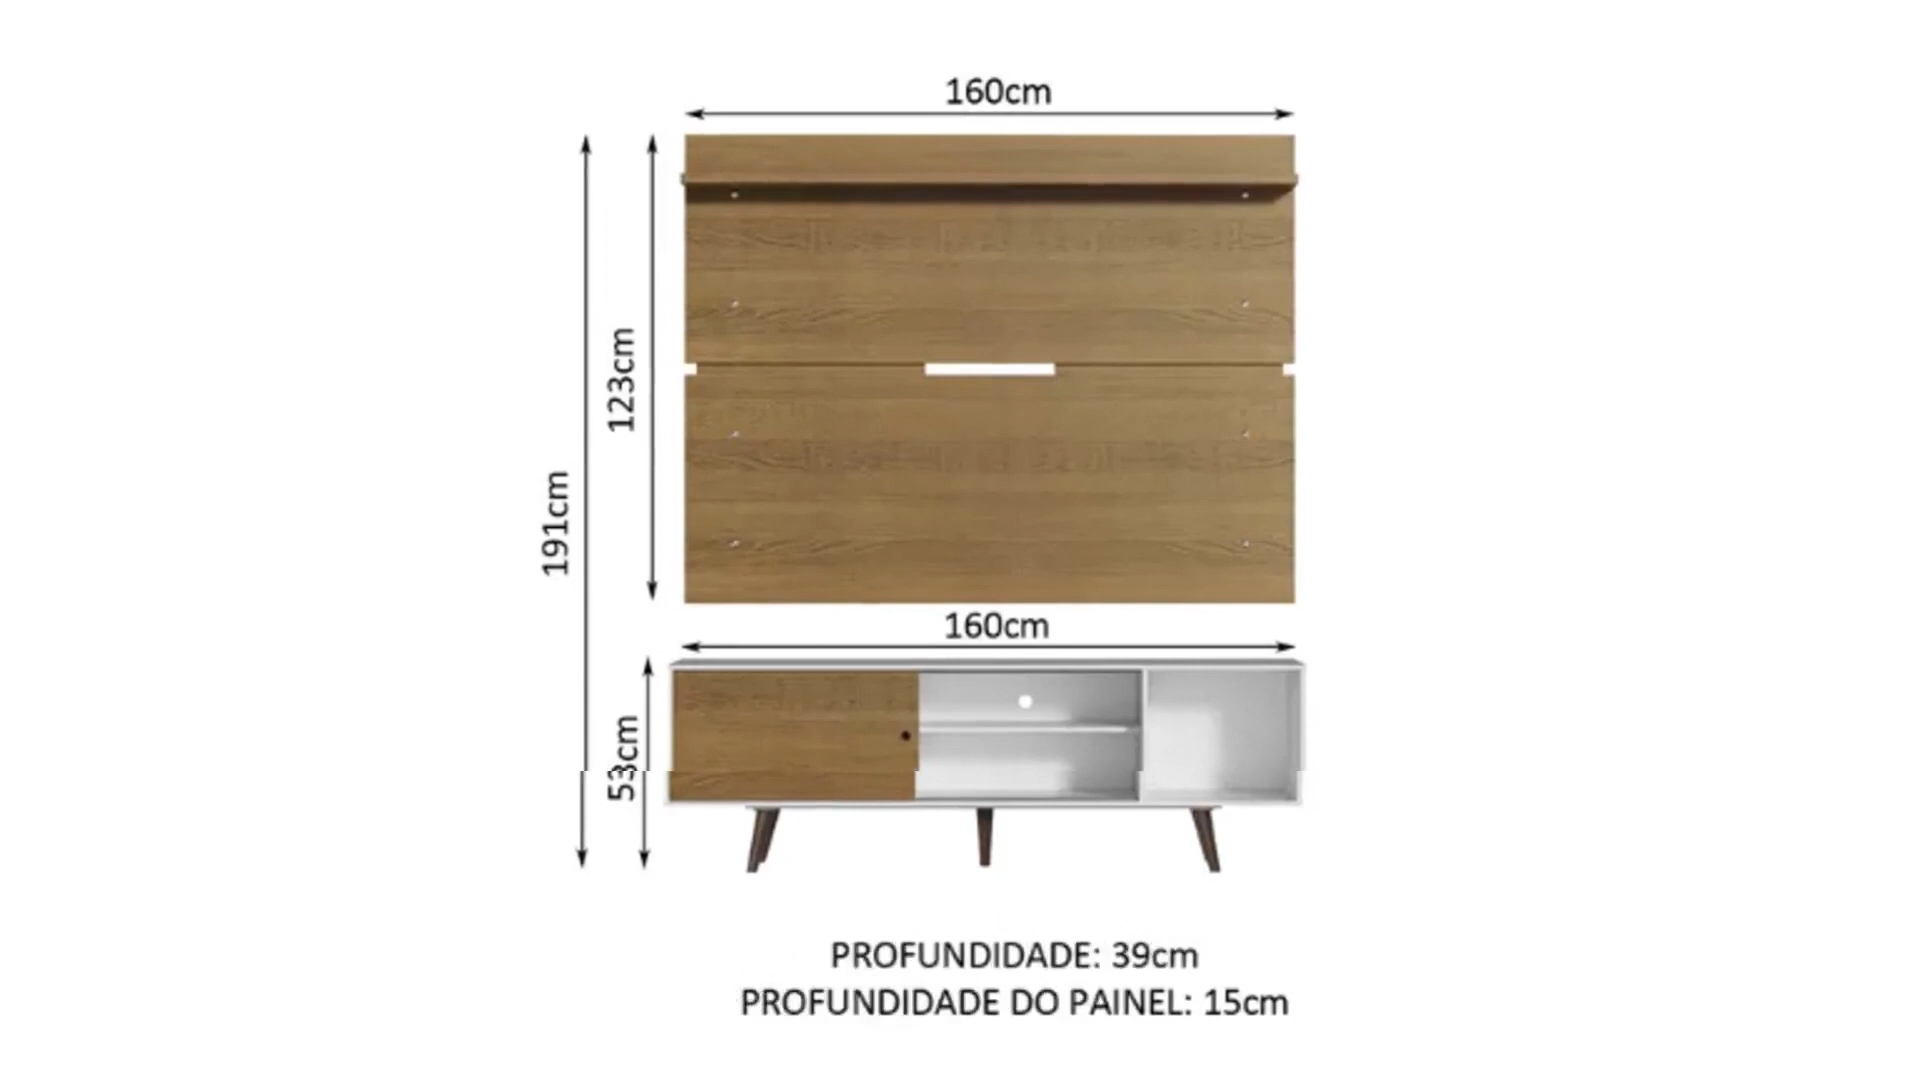 160cm
123cm
191cm
160cm
53cm
PROFUNDIDADE: 39cm
PROFUNDIDADE DO PAINEL: 15cm